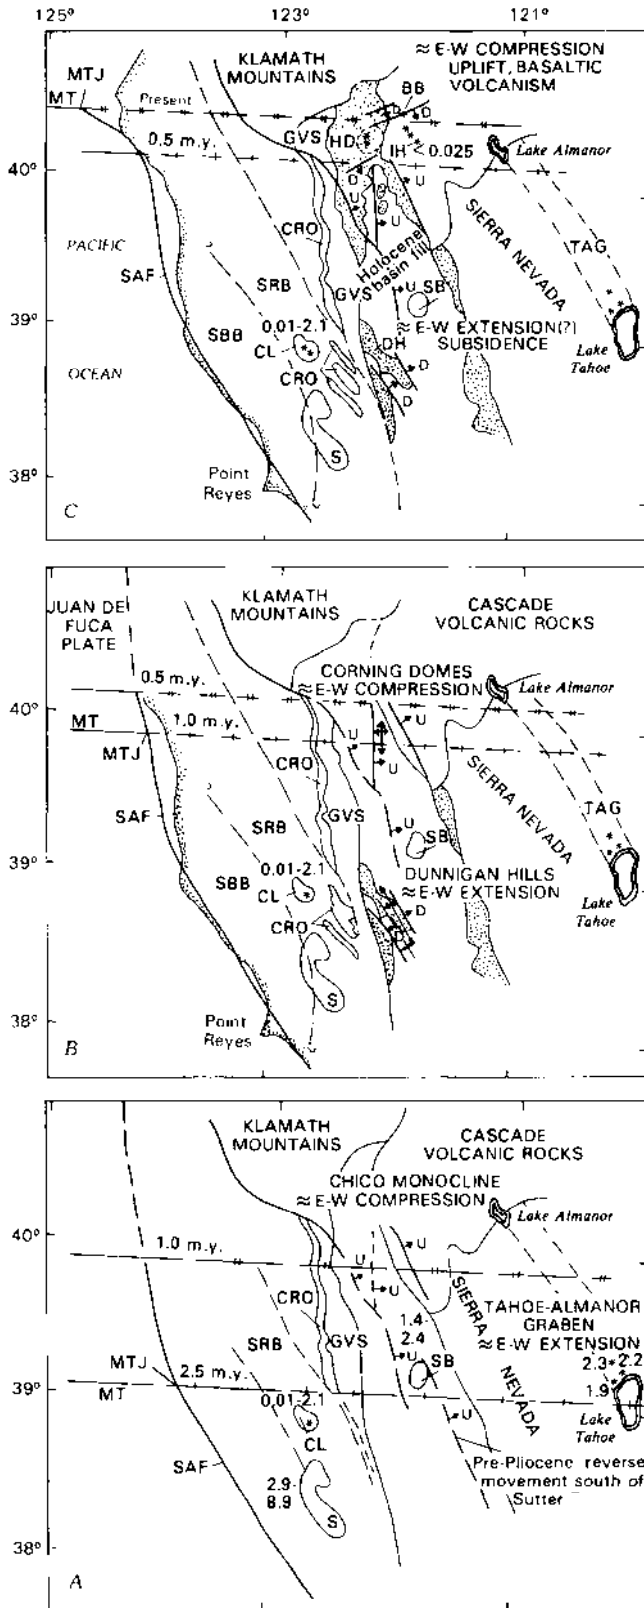 125° 123° 121°
KLAMATH
MOUNTAINS
≈ E-W COMPRESSION
UPLIFT, BASALTIC
VOLCANISM
MTJ
MT
Present
BB
D
D
GVS
HD
IH < 0.025
Lake Almanor
0.5 m.y.
40°
D
U
U
U
CRO
PACIFIC
SIERRA NEVADA
TAG
Holocene
basin fill
SAF
SRB
GVS
U
SB
39°
SBB
0.01-2.1
CL
≈ E-W EXTENSION(?)
SUBSIDENCE
DH
Lake
Tahoe
OCEAN
CRO
D
D
38°
S
Point
Reyes
C
JUAN DE
FUCA
PLATE
KLAMATH
MOUNTAINS
CASCADE
VOLCANIC ROCKS
CORNING DOMES
≈ E-W COMPRESSION
Lake Almanor
0.5 m.y.
40°
MT
1.0 m.y.
U
U
U
MTJ
CRO
SIERRA NEVADA
TAG
SAF
SRB
GVS
U
SB
39°
SBB
0.01-2.1
CL
DUNNIGAN HILLS
≈ E-W EXTENSION
D
Lake
Tahoe
CRO
D
S
38°
Point
Reyes
B
KLAMATH
MOUNTAINS
CASCADE
VOLCANIC ROCKS
CHICO MONOCLINE
≈ E-W COMPRESSION
Lake Almanor
40°
1.0 m.y.
U
U
U
CRO
SIERRA
NEVADA
TAHOE-ALMANOR
GRABEN
≈ E-W EXTENSION
SRB
GVS
1.4-
2.4
U
SB
2.3
2.2
1.9
MTJ
MT
2.5 m.y.
39°
0.01-2.1
CL
U
Lake
Tahoe
SAF
2.9-
8.9
S
Pre-Pliocene reverse
movement south of
Sutter
38°
A